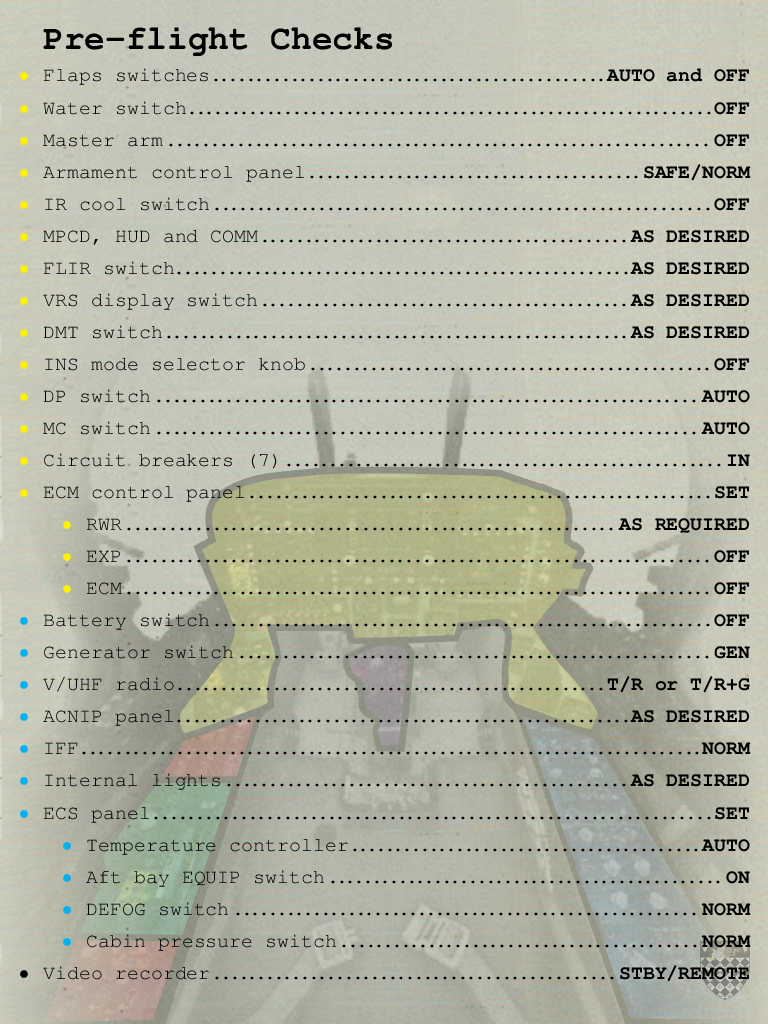 Pre-flight Checks
• Flaps switches............................................AUTO and OFF
• Water switch............................................................OFF
• Master arm..............................................................OFF
• Armament control panel......................................SAFE/NORM
• IR cool switch.........................................................OFF
• MPCD, HUD and COMM..........................................AS DESIRED
• FLIR switch...................................................AS DESIRED
• VRS display switch..........................................AS DESIRED
• DMT switch.....................................................AS DESIRED
• INS mode selector knob..............................................OFF
• DP switch..............................................................AUTO
• MC switch..............................................................AUTO
• Circuit breakers (7)..................................................IN
• ECM control panel.....................................................SET
• RWR........................................................AS REQUIRED
• EXP...................................................................OFF
• ECM...................................................................OFF
• Battery switch.........................................................OFF
• Generator switch......................................................GEN
• V/UHF radio................................................T/R or T/R+G
• ACNIP panel...................................................AS DESIRED
• IFF......................................................................NORM
• Internal lights..............................................AS DESIRED
• ECS panel...............................................................SET
• Temperature controller........................................AUTO
• Aft bay EQUIP switch.............................................ON
• DEFOG switch.....................................................NORM
• Cabin pressure switch.........................................NORM
• Video recorder..............................................STBY/REMOTE